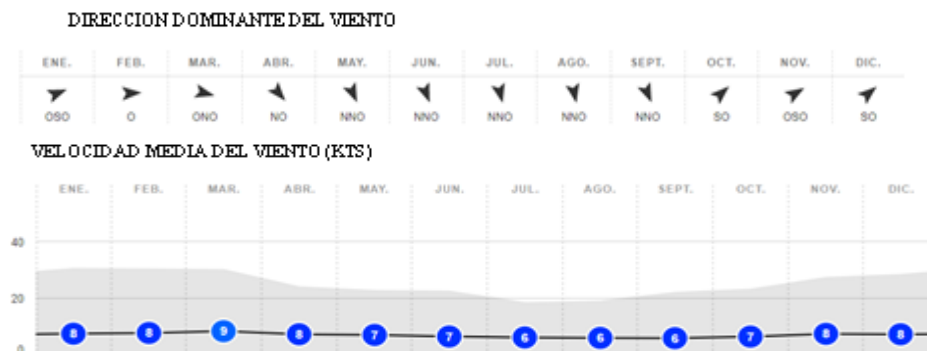 DIRECCION DOMINANTE DEL VIENTO
ENE. FEB. MAR. ABR. MAY. JUN. JUL. AGO. SEPT. OCT. NOV. DIC.
OSO O ONO NO NNO NNO NNO NNO NNO SO OSO SO
VELOCIDAD MEDIA DEL VIENTO (KTS)
ENE. FEB. MAR. ABR. MAY. JUN. JUL. AGO. SEPT. OCT. NOV. DIC.
40
20
8 8 9 8 7 7 6 6 6 7 8 8
0